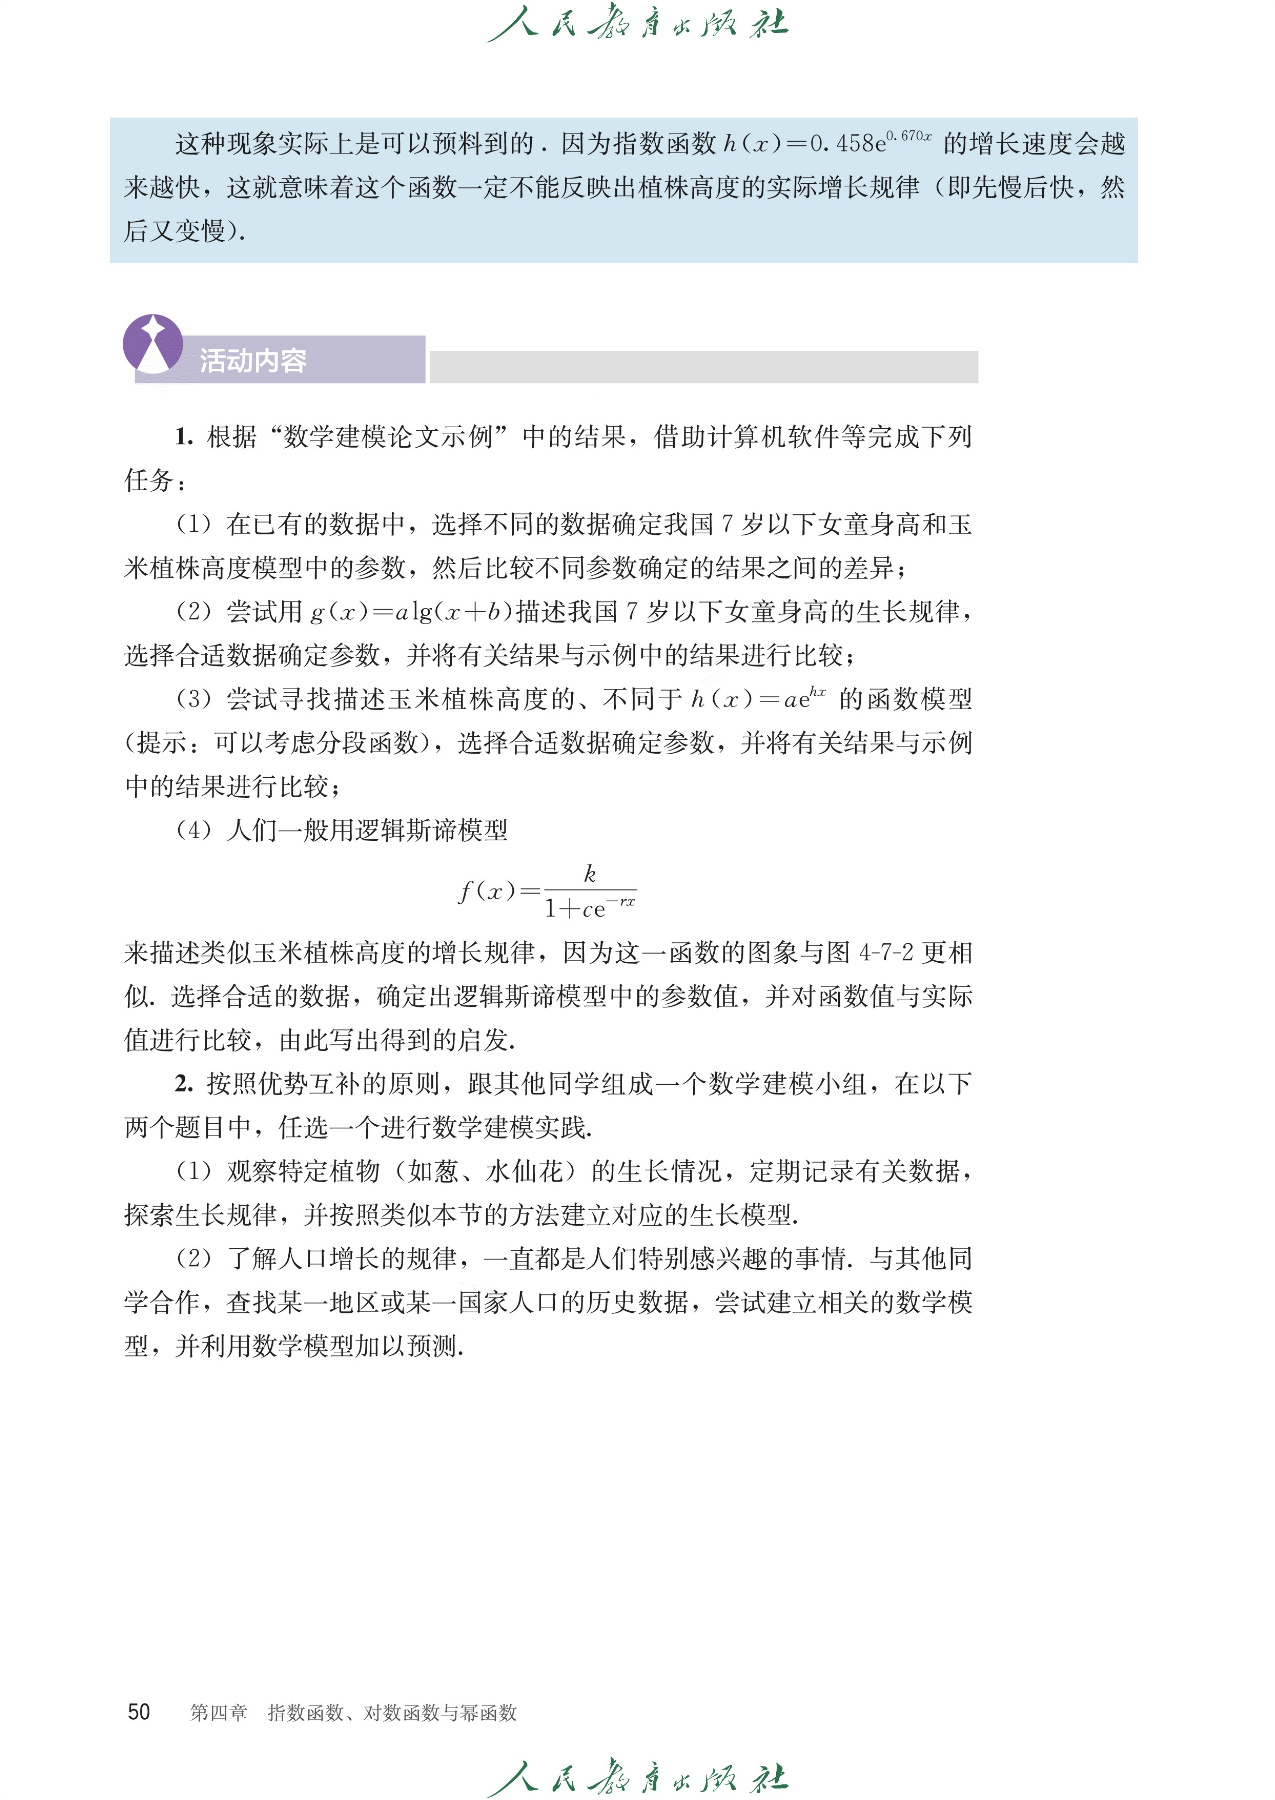 人民教育出版社
这种现象实际上是可以预料到的．因为指数函数 h(x)=0.458e^{0.670x} 的增长速度会越
来越快，这就意味着这个函数一定不能反映出植株高度的实际增长规律（即先慢后快，然
后又变慢）．
活动内容
1. 根据“数学建模论文示例”中的结果，借助计算机软件等完成下列
任务：
（1）在已有的数据中，选择不同的数据确定我国 7 岁以下女童身高和玉
米植株高度模型中的参数，然后比较不同参数确定的结果之间的差异；
（2）尝试用 g(x)=alg(x+b)描述我国 7 岁以下女童身高的生长规律，
选择合适数据确定参数，并将有关结果与示例中的结果进行比较；
（3）尝试寻找描述玉米植株高度的、不同于 h(x)=ae^{hx} 的函数模型
（提示：可以考虑分段函数），选择合适数据确定参数，并将有关结果与示例
中的结果进行比较；
（4）人们一般用逻辑斯谛模型
f(x)=\frac{k}{1+ce^{-rx}}
来描述类似玉米植株高度的增长规律，因为这一函数的图象与图 4-7-2 更相
似. 选择合适的数据，确定出逻辑斯谛模型中的参数值，并对函数值与实际
值进行比较，由此写出得到的启发.
2. 按照优势互补的原则，跟其他同学组成一个数学建模小组，在以下
两个题目中，任选一个进行数学建模实践.
（1）观察特定植物（如葱、水仙花）的生长情况，定期记录有关数据，
探索生长规律，并按照类似本节的方法建立对应的生长模型.
（2）了解人口增长的规律，一直都是人们特别感兴趣的事情. 与其他同
学合作，查找某一地区或某一国家人口的历史数据，尝试建立相关的数学模
型，并利用数学模型加以预测.
50 第四章 指数函数、对数函数与幂函数
人民教育出版社